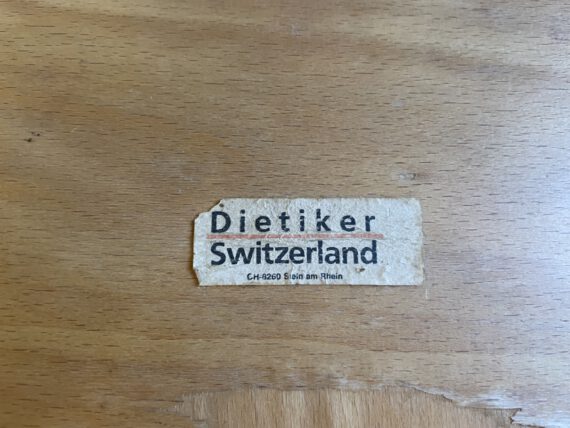 Dietiker
Switzerland
CH-8260 Stein am Rhein